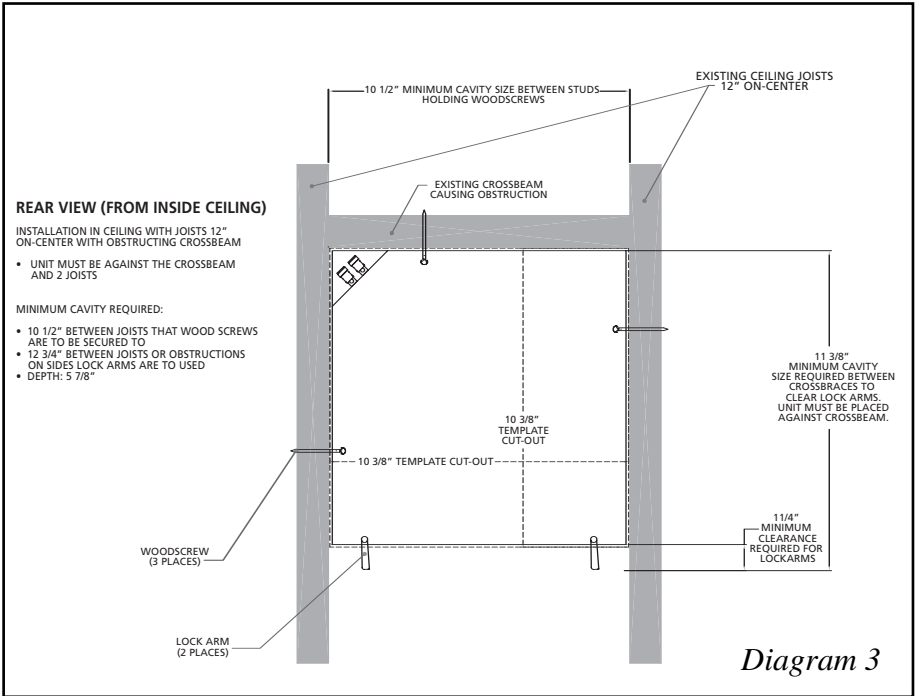 10 1/2" MINIMUM CAVITY SIZE BETWEEN STUDS
HOLDING WOODSCREWS
EXISTING CEILING JOISTS
12" ON-CENTER
EXISTING CROSSBEAM
CAUSING OBSTRUCTION
REAR VIEW (FROM INSIDE CEILING)
INSTALLATION IN CEILING WITH JOISTS 12"
ON-CENTER WITH OBSTRUCTING CROSSBEAM
• UNIT MUST BE AGAINST THE CROSSBEAM
AND 2 JOISTS
MINIMUM CAVITY REQUIRED:
• 10 1/2" BETWEEN JOISTS THAT WOOD SCREWS
ARE TO BE SECURED TO
• 12 3/4" BETWEEN JOISTS OR OBSTRUCTIONS
ON SIDES LOCK ARMS ARE TO USED
• DEPTH: 5 7/8"
11 3/8"
MINIMUM CAVITY
SIZE REQUIRED BETWEEN
CROSSBRACES TO
CLEAR LOCK ARMS.
UNIT MUST BE PLACED
AGAINST CROSSBEAM.
10 3/8"
TEMPLATE
CUT-OUT
10 3/8" TEMPLATE CUT-OUT
11/4"
MINIMUM
CLEARANCE
REQUIRED FOR
LOCKARMS
WOODSCREW
(3 PLACES)
LOCK ARM
(2 PLACES)
Diagram 3